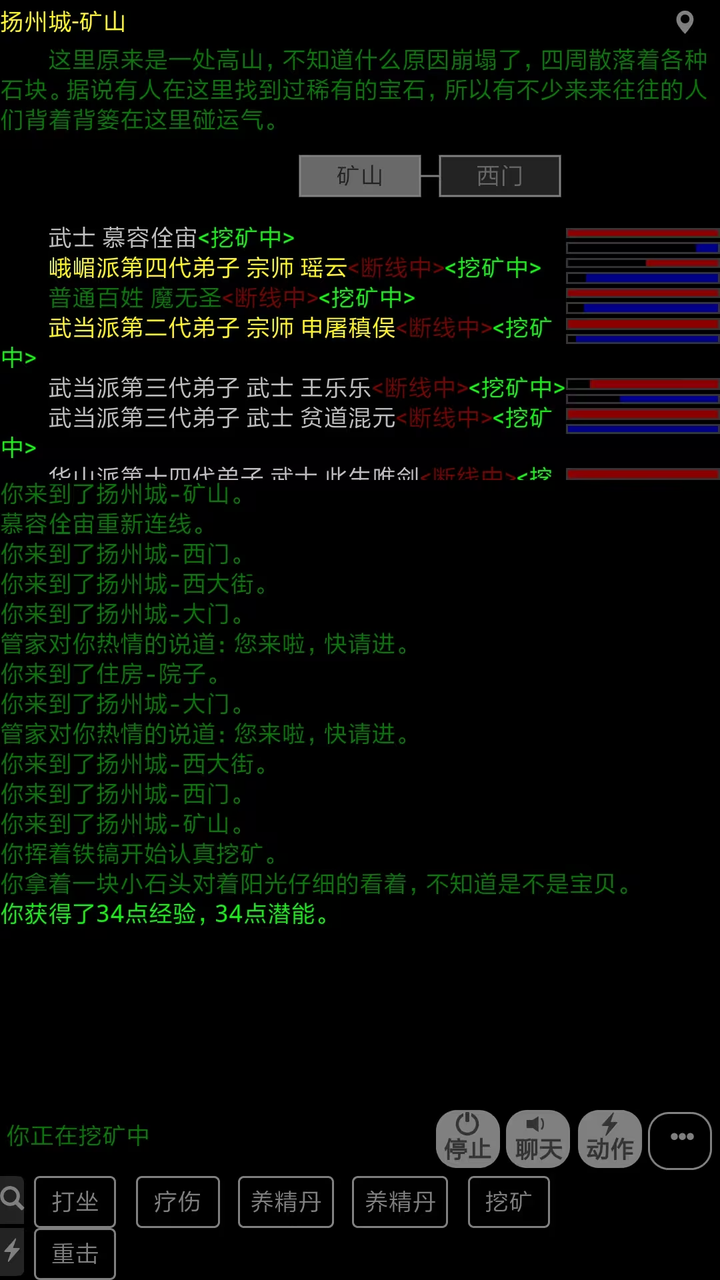 扬州城-矿山
这里原来是一处高山，不知道什么原因崩塌了，四周散落着各种
石块。据说有人在这里找到过稀有的宝石，所以有不少来来往往的人
们背着背篓在这里碰运气。
矿山 西门
武士 慕容佺宙<挖矿中>
峨嵋派第四代弟子 宗师 瑶云<断线中><挖矿中>
普通百姓 魔无圣<断线中><挖矿中>
武当派第二代弟子 宗师 申屠稹俣<断线中><挖矿
中>
武当派第三代弟子 武士 王乐乐<断线中><挖矿中>
武当派第三代弟子 武士 贫道混元<断线中><挖矿
中>
华山派第十四代弟子 武士 此生唯剑<断线中><挖
你来到了扬州城-矿山。
慕容佺宙重新连线。
你来到了扬州城-西门。
你来到了扬州城-西大街。
你来到了扬州城-大门。
管家对你热情的说道：您来啦，快请进。
你来到了住房-院子。
你来到了扬州城-大门。
管家对你热情的说道：您来啦，快请进。
你来到了扬州城-西大街。
你来到了扬州城-西门。
你来到了扬州城-矿山。
你挥着铁镐开始认真挖矿。
你拿着一块小石头对着阳光仔细的看着，不知道是不是宝贝。
你获得了34点经验，34点潜能。
你正在挖矿中
停止 聊天 动作
打坐 疗伤 养精丹 养精丹 挖矿
重击